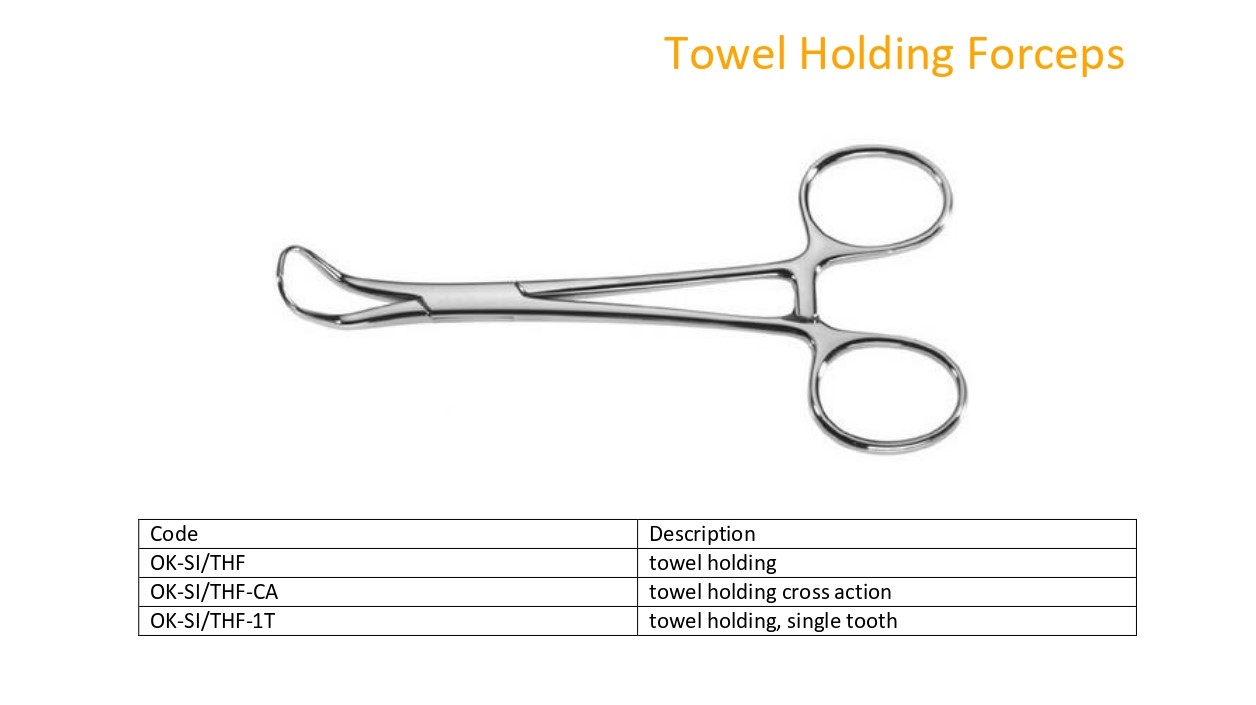 Towel Holding Forceps
Code Description
OK-SI/THF towel holding
OK-SI/THF-CA towel holding cross action
OK-SI/THF-1T towel holding, single tooth